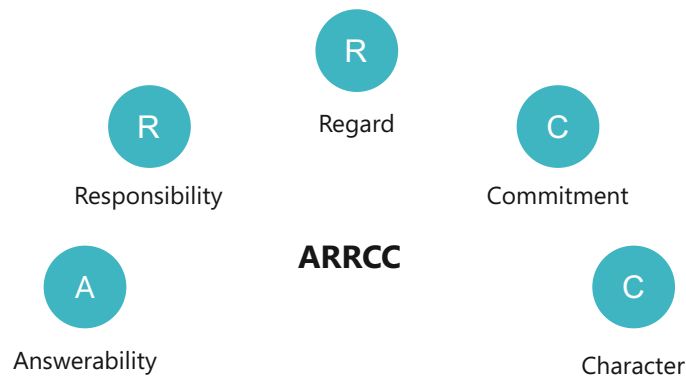 R
Regard
R
Responsibility
C
Commitment
ARRCC
A
Answerability
C
Character